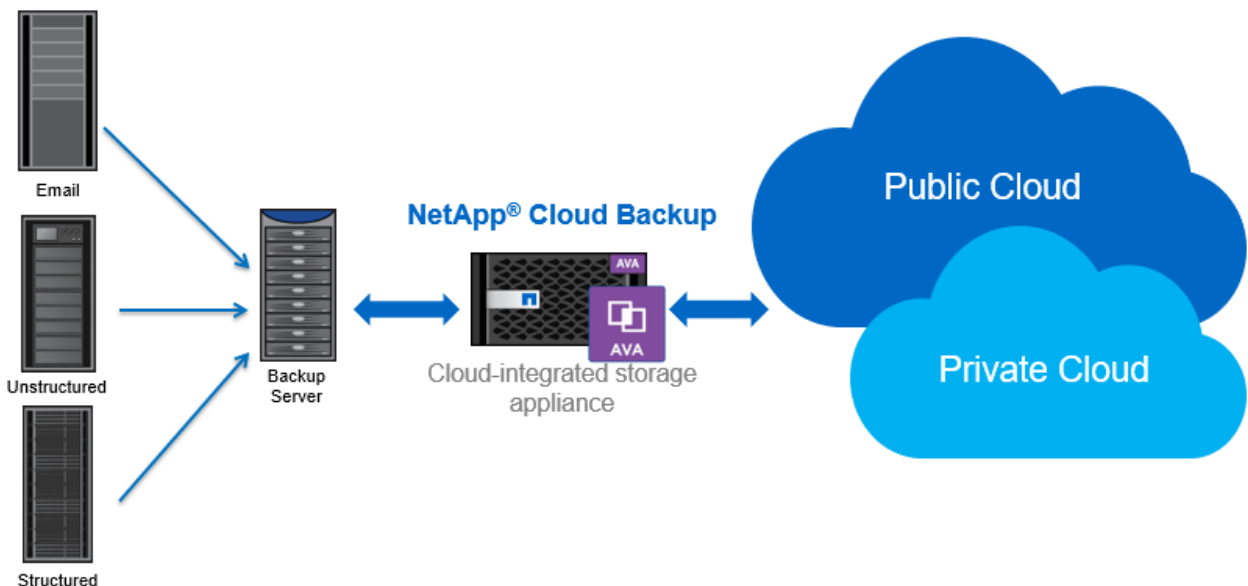 Email
Unstructured
Structured
Backup
Server
NetApp® Cloud Backup
AVA
AVA
Cloud-integrated storage
appliance
Public Cloud
Private Cloud